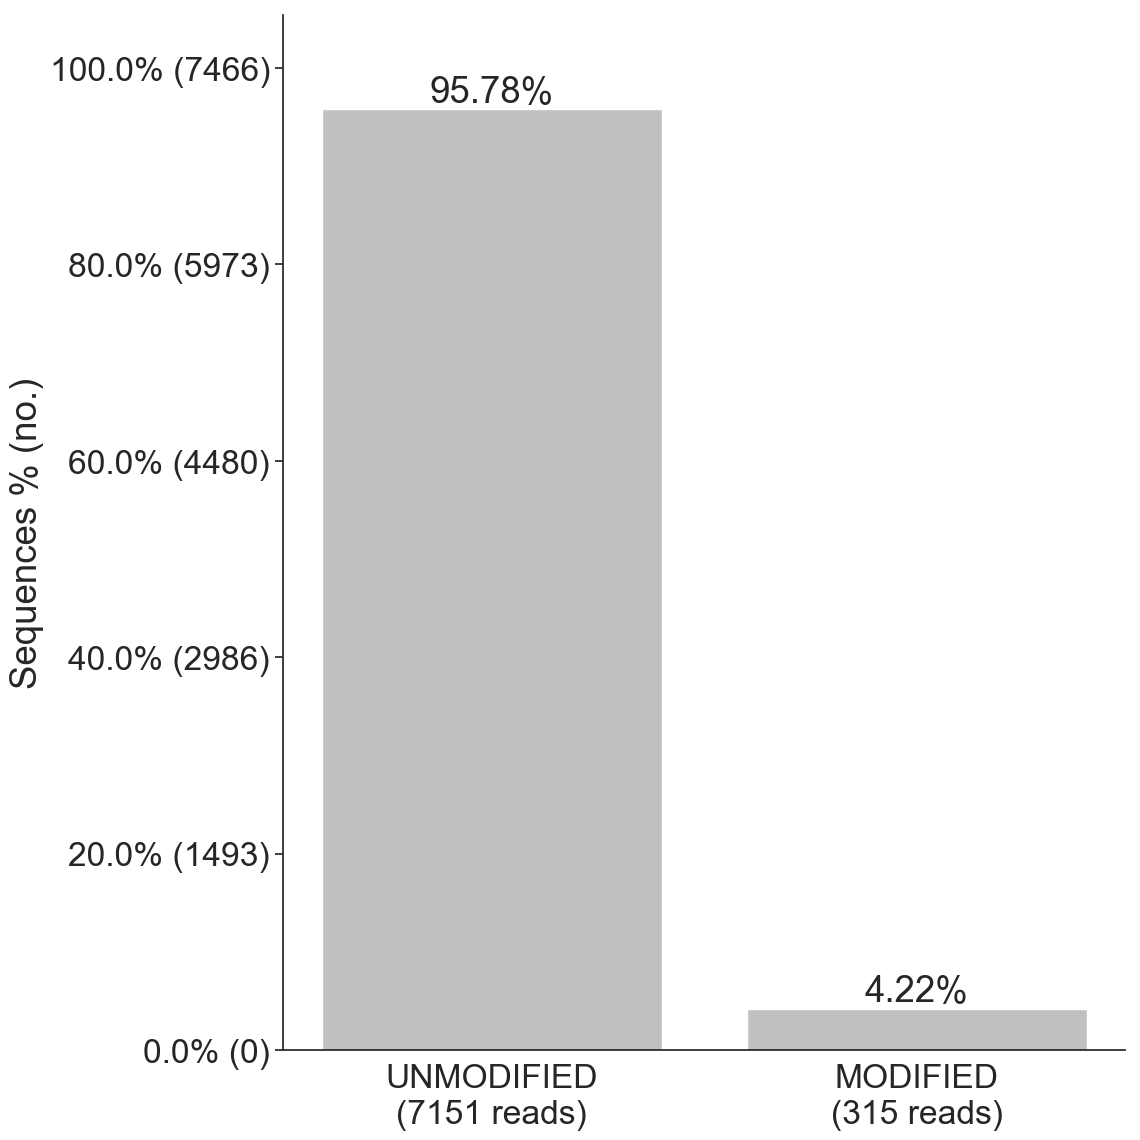 100.0% (7466)
95.78%
80.0% (5973)
Sequences % (no.)
60.0% (4480)
40.0% (2986)
20.0% (1493)
4.22%
0.0% (0)
UNMODIFIED
(7151 reads)
MODIFIED
(315 reads)